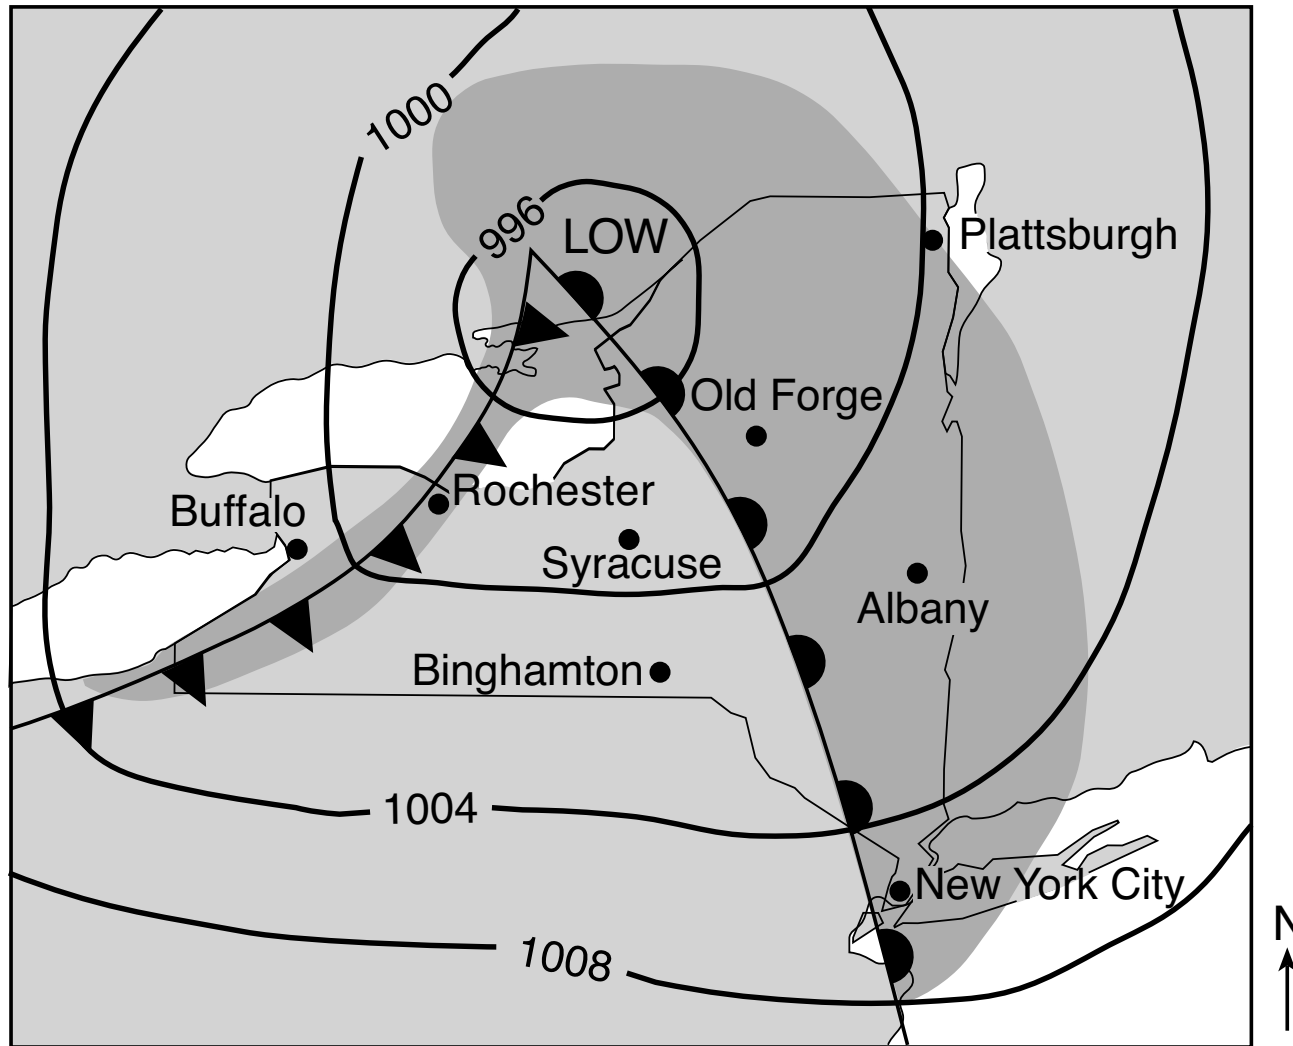 1000
996
LOW
Plattsburgh
Old Forge
Rochester
Buffalo
Syracuse
Albany
Binghamton
1004
New York City
1008
N